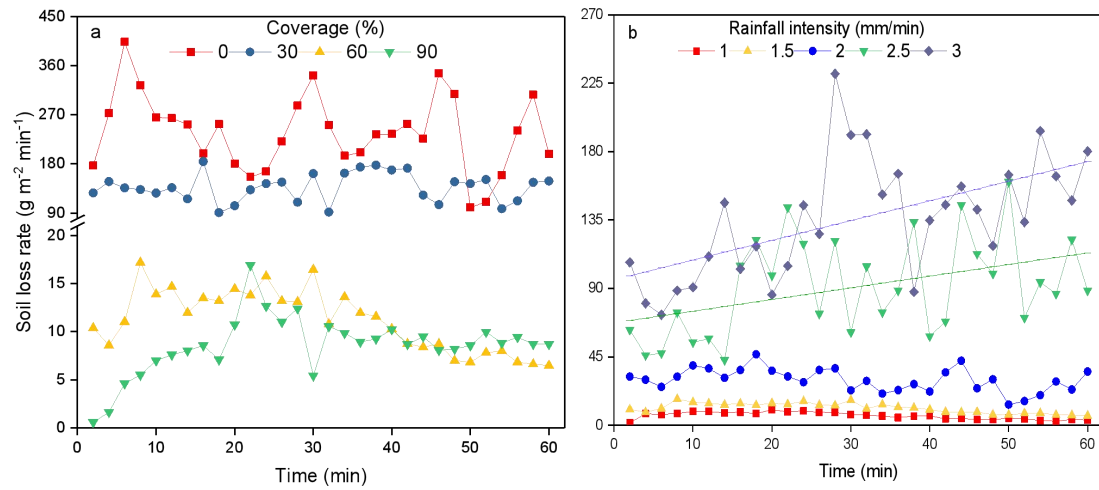 a
Coverage (%)
0 30 60 90
Soil loss rate (g m⁻² min⁻¹)
450
360
270
180
90
20
15
10
5
0
0 10 20 30 40 50 60
Time (min)
b
Rainfall intensity (mm/min)
1 1.5 2 2.5 3
270
225
180
135
90
45
0
0 10 20 30 40 50 60
Time (min)